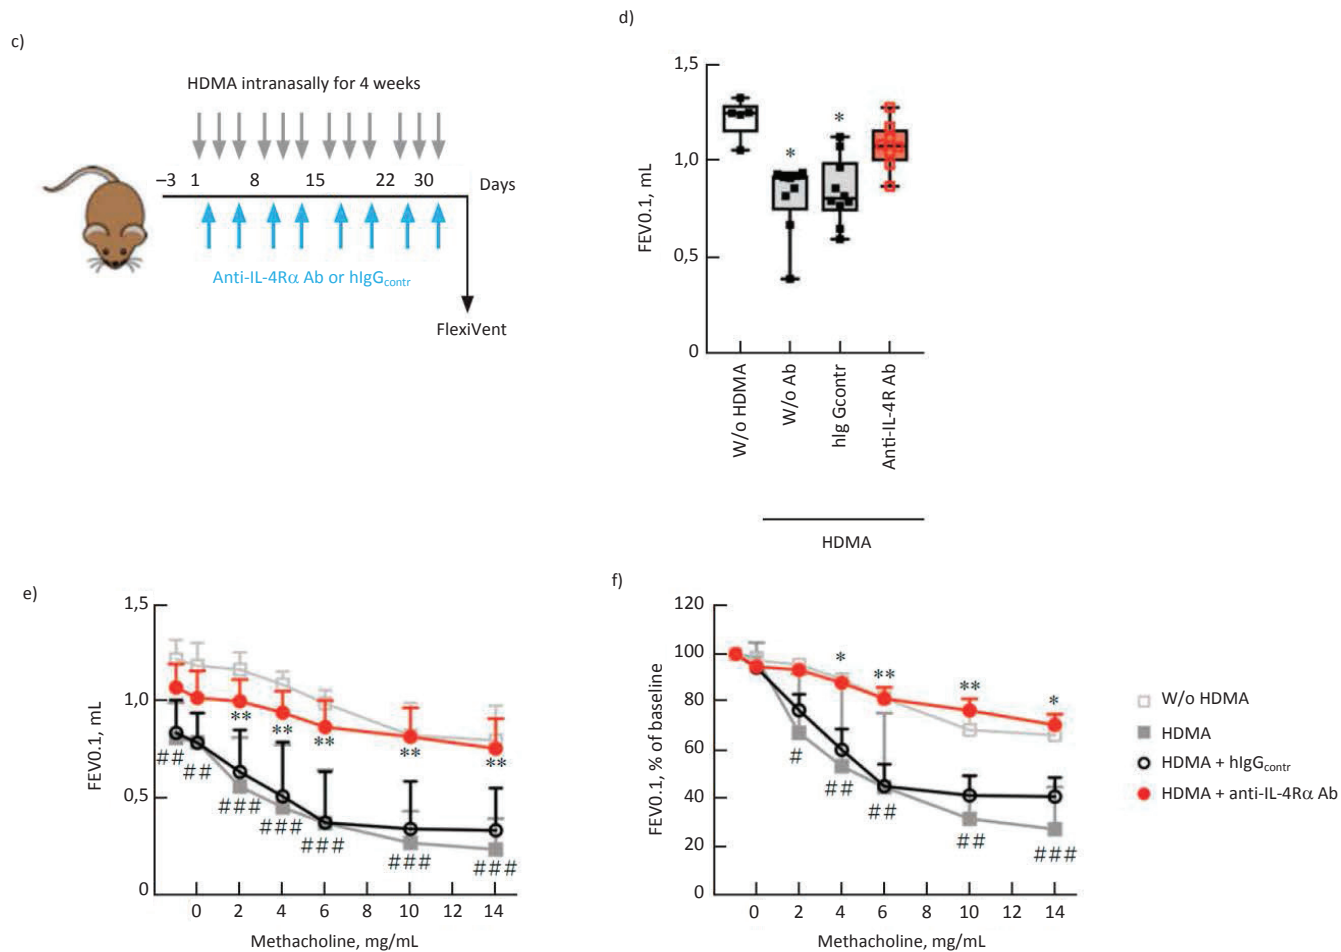 c)
HDMA intranasally for 4 weeks
–3 1 8 15 22 30 Days
Anti-IL-4Rα Ab or hIgGcontr
FlexiVent
d)
FEV0.1, mL
1,5
1,0
0,5
0
*
*
W/o HDMA
W/o Ab
hIg Gcontr
Anti-IL-4R Ab
HDMA
e)
FEV0.1, mL
1,5
1,0
0,5
0
** ** ** ** **
## ## ### ### ### ### ###
0 2 4 6 8 10 12 14
Methacholine, mg/mL
f)
FEV0.1, % of baseline
120
100
80
60
40
20
0
* ** ** *
# ## ## ## ###
0 2 4 6 8 10 12 14
Methacholine, mg/mL
W/o HDMA
HDMA
HDMA + hIgGcontr
HDMA + anti-IL-4Rα Ab